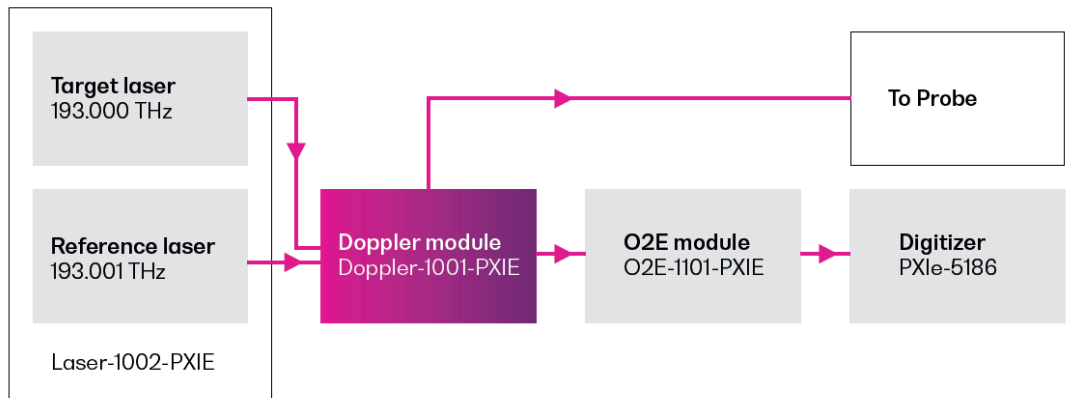 Target laser
193.000 THz
To Probe
Reference laser
193.001 THz
Doppler module
Doppler-1001-PXIE
O2E module
O2E-1101-PXIE
Digitizer
PXIe-5186
Laser-1002-PXIE